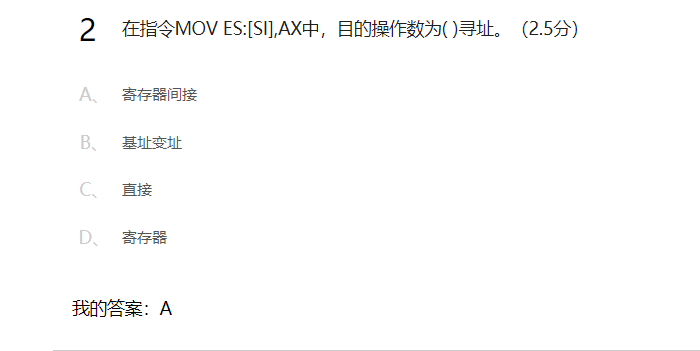 2 在指令MOV ES:[SI],AX中，目的操作数为( )寻址。（2.5分）
A、 寄存器间接
B、 基址变址
C、 直接
D、 寄存器
我的答案：A